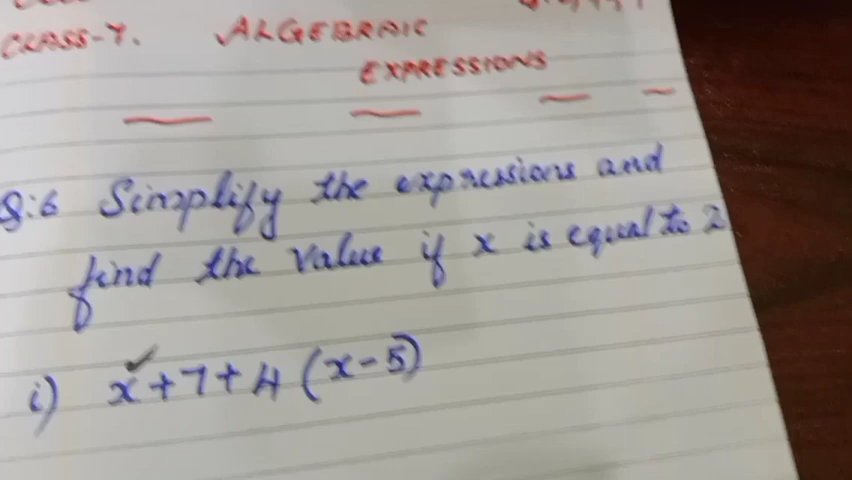 CLASS-7. ALGEBRAIC
EXPRESSIONS
Q:6 Simplify the expressions and
find the value if x is equal to 2
i) x+7+4(x-5)